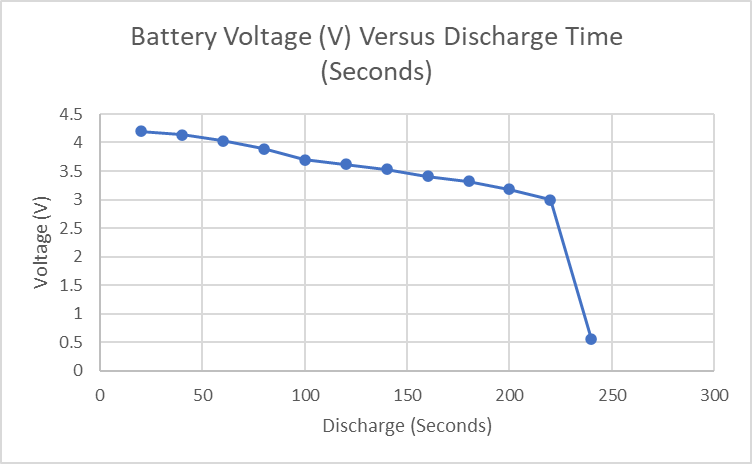 Battery Voltage (V) Versus Discharge Time
(Seconds)
4.5
4
3.5
3
2.5
2
1.5
1
0.5
0
Voltage (V)
0 50 100 150 200 250 300
Discharge (Seconds)